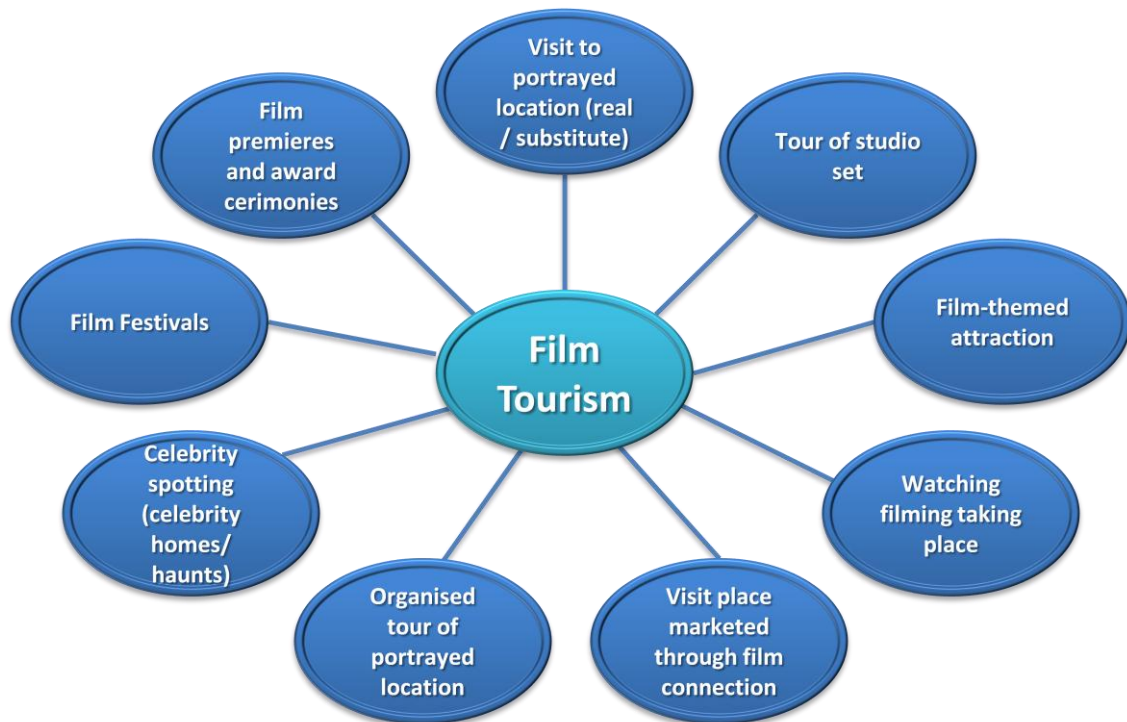 Visit to
portrayed
location (real
/ substitute)
Film
premieres
and award
cerimonies
Tour of studio
set
Film Festivals
Film
Tourism
Film-themed
attraction
Celebrity
spotting
(celebrity
homes/
haunts)
Watching
filming taking
place
Organised
tour of
portrayed
location
Visit place
marketed
through film
connection